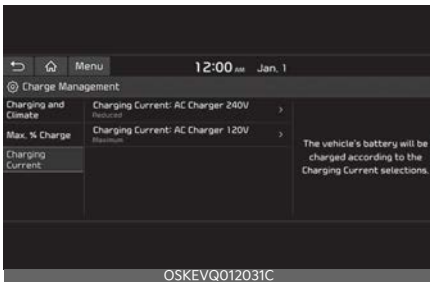 Menu
12:00 AM Jan. 1
Charge Management
Charging and
Climate
Charging Current: AC Charger 240V
Reduced
Max. % Charge
Charging Current: AC Charger 120V
Maximum
Charging
Current
The vehicle's battery will be
charged according to the
Charging Current selections.
OSKEVQ012031C